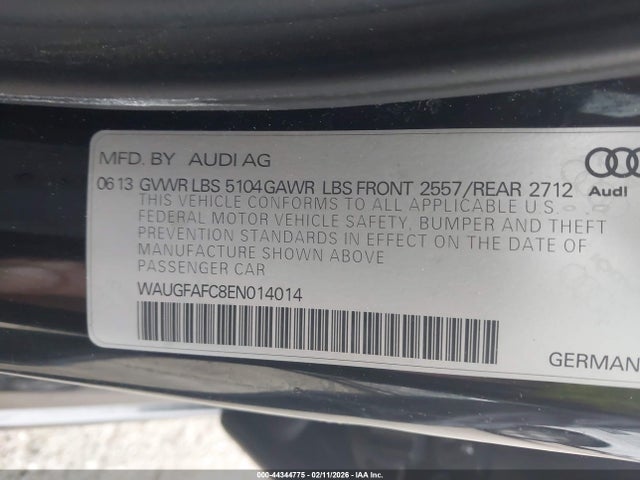 MFD. BY AUDI AG
0613 GVWR LBS 5104 GAWR LBS FRONT 2557/REAR 2712
Audi
THIS VEHICLE CONFORMS TO ALL APPLICABLE U.S.
FEDERAL MOTOR VEHICLE SAFETY, BUMPER AND THEFT
PREVENTION STANDARDS IN EFFECT ON THE DATE OF
MANUFACTURE SHOWN ABOVE
PASSENGER CAR
WAUGFAFC8EN014014
GERMAN
000-44344775 - 02/11/2026 - IAA Inc.